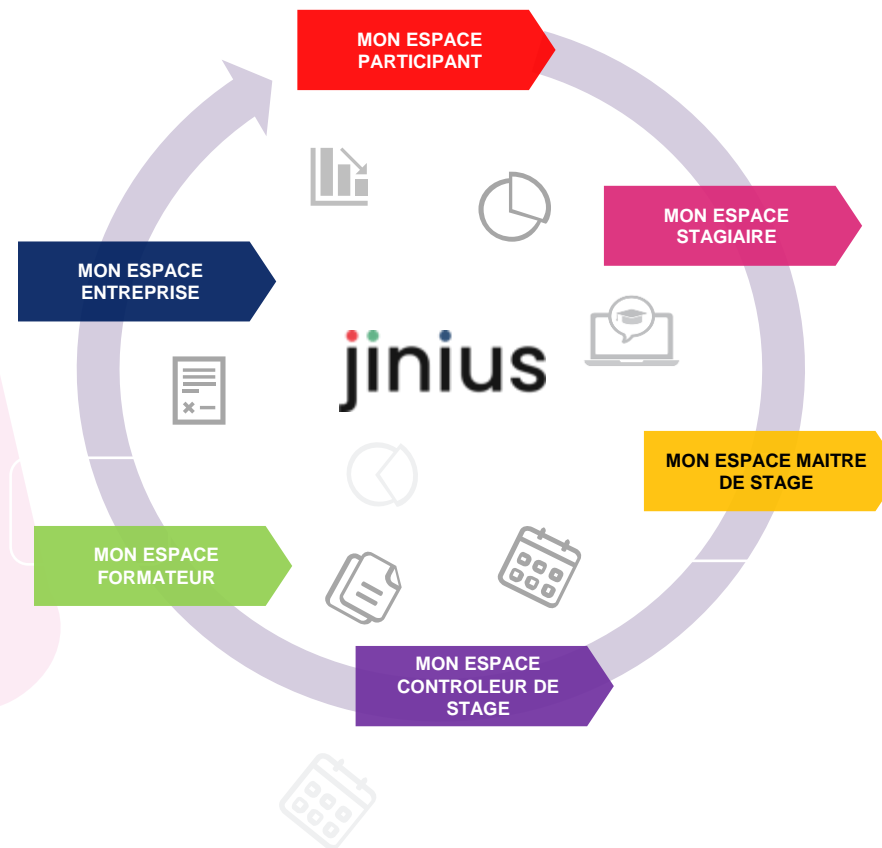 MON ESPACE
PARTICIPANT
MON ESPACE
STAGIAIRE
MON ESPACE
ENTREPRISE
jinius
MON ESPACE MAITRE
DE STAGE
MON ESPACE
FORMATEUR
MON ESPACE
CONTROLEUR DE
STAGE